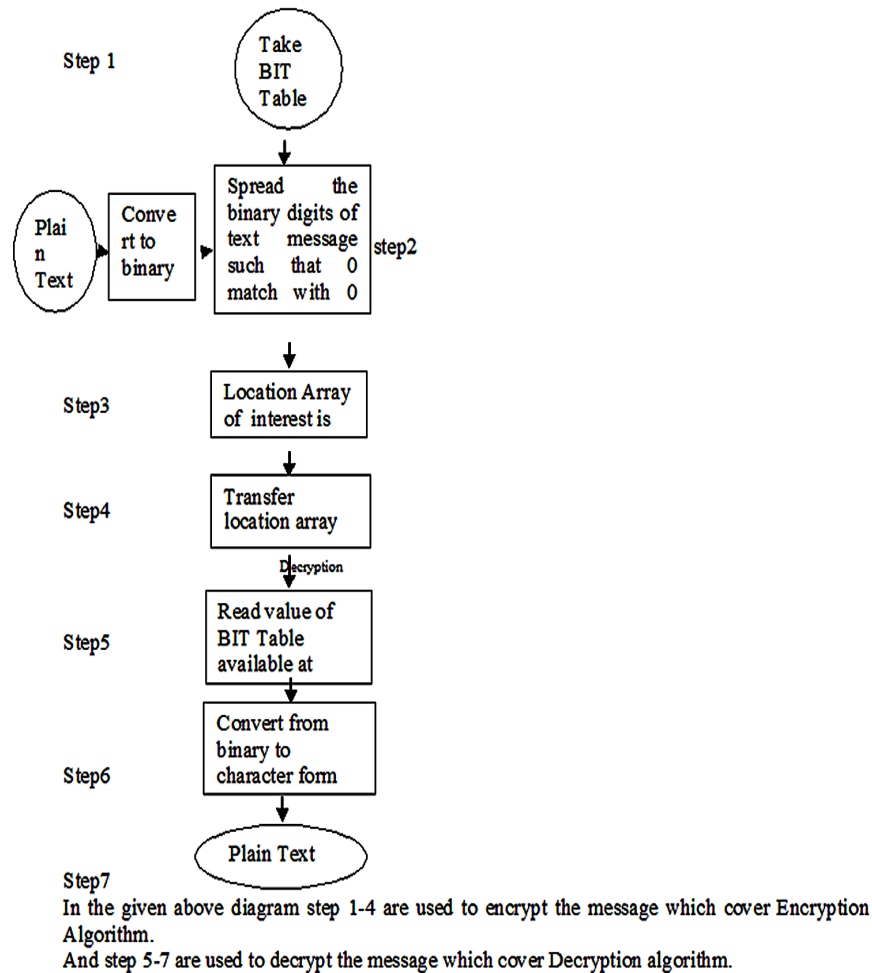 Step 1
Take
BIT
Table
Plai
n
Text
Conve
rt to
binary
Spread the
binary digits of
text message
such that 0
match with 0
step2
Step3
Location Array
of interest is
Step4
Transfer
location array
Decryption
Step5
Read value of
BIT Table
available at
Step6
Convert from
binary to
character form
Plain Text
Step7
In the given above diagram step 1-4 are used to encrypt the message which cover Encryption
Algorithm.
And step 5-7 are used to decrypt the message which cover Decryption algorithm.